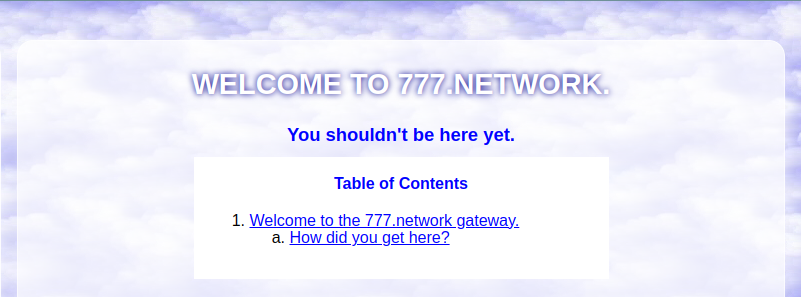 WELCOME TO 777.NETWORK.
You shouldn't be here yet.
Table of Contents
1. Welcome to the 777.network gateway.
a. How did you get here?